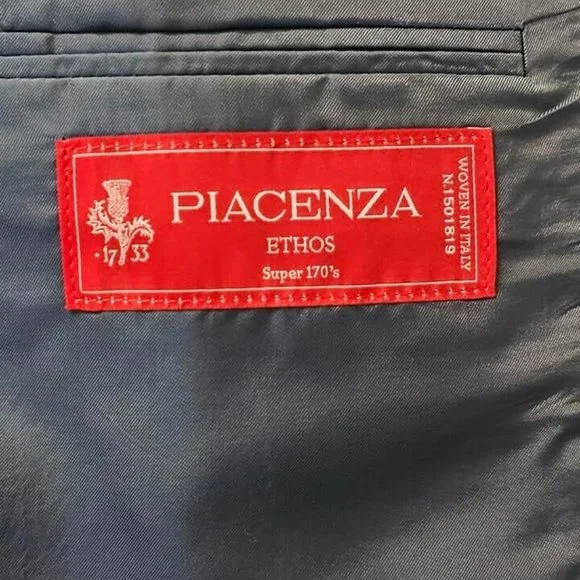 PIACENZA
ETHOS
Super 170's
·17 33
WOVEN IN ITALY
N.1501819